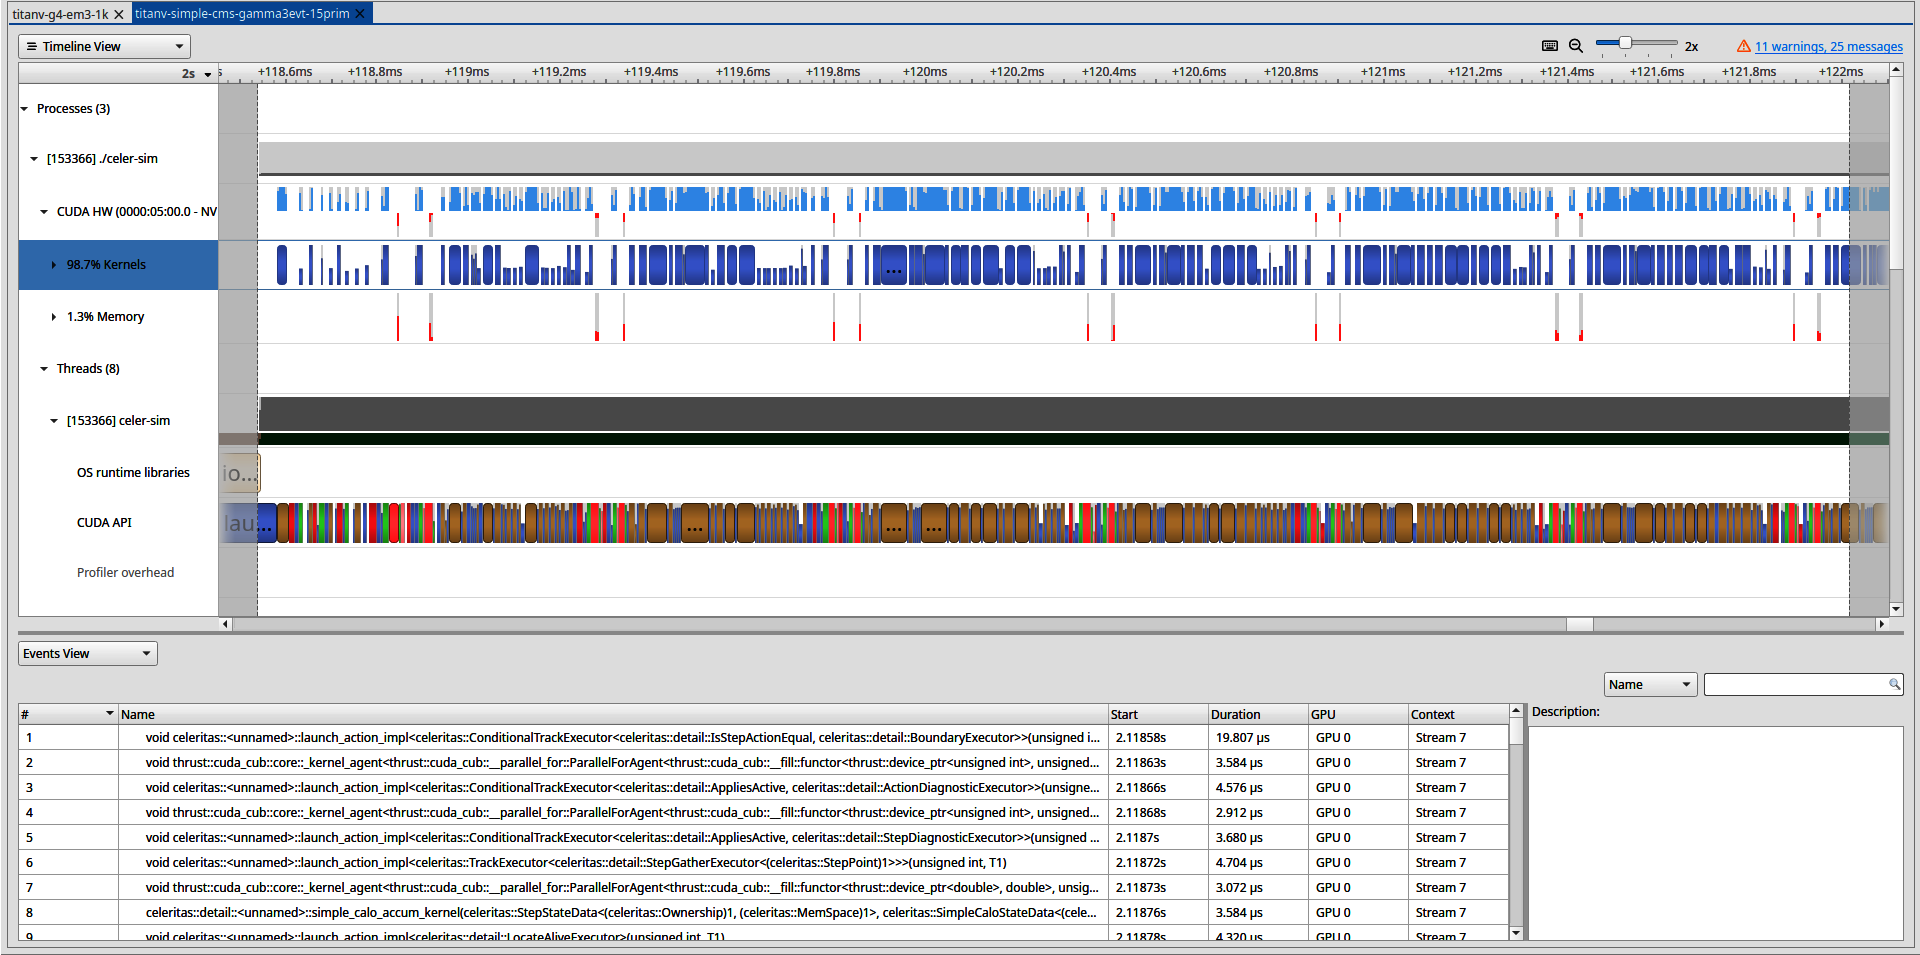 titanv-g4-em3-1k
titanv-simple-cms-gamma3evt-15prim
Timeline View
2x
11 warnings, 25 messages
2s
+118.6ms +118.8ms +119ms +119.2ms +119.4ms +119.6ms +119.8ms +120ms +120.2ms +120.4ms +120.6ms +120.8ms +121ms +121.2ms +121.4ms +121.6ms +121.8ms +122ms
Processes (3)
[153366] ./celer-sim
CUDA HW (0000:05:00.0 - NV
98.7% Kernels
...
1.3% Memory
Threads (8)
[153366] celer-sim
OS runtime libraries
io...
CUDA API
lau...
...
...
...
Profiler overhead
Events View
Name
# Name Start Duration GPU Context
Description:
1 void celeritas::<unnamed>::launch_action_impl<celeritas::ConditionalTrackExecutor<celeritas::detail::IsStepActionEqual, celeritas::detail::BoundaryExecutor>>(unsigned i... 2.11858s 19.807 µs GPU 0 Stream 7
2 void thrust::cuda_cub::core::_kernel_agent<thrust::cuda_cub::__parallel_for::ParallelForAgent<thrust::cuda_cub::__fill::functor<thrust::device_ptr<unsigned int>, unsigned... 2.11863s 3.584 µs GPU 0 Stream 7
3 void celeritas::<unnamed>::launch_action_impl<celeritas::ConditionalTrackExecutor<celeritas::detail::AppliesActive, celeritas::detail::ActionDiagnosticExecutor>>(unsigne... 2.11866s 4.576 µs GPU 0 Stream 7
4 void thrust::cuda_cub::core::_kernel_agent<thrust::cuda_cub::__parallel_for::ParallelForAgent<thrust::cuda_cub::__fill::functor<thrust::device_ptr<unsigned int>, unsigned... 2.11868s 2.912 µs GPU 0 Stream 7
5 void celeritas::<unnamed>::launch_action_impl<celeritas::ConditionalTrackExecutor<celeritas::detail::AppliesActive, celeritas::detail::StepDiagnosticExecutor>>(unsigned ... 2.1187s 3.680 µs GPU 0 Stream 7
6 void celeritas::<unnamed>::launch_action_impl<celeritas::TrackExecutor<celeritas::detail::StepGatherExecutor<(celeritas::StepPoint)1>>>(unsigned int, T1) 2.11872s 4.704 µs GPU 0 Stream 7
7 void thrust::cuda_cub::core::_kernel_agent<thrust::cuda_cub::__parallel_for::ParallelForAgent<thrust::cuda_cub::__fill::functor<thrust::device_ptr<double>, double>, unsig... 2.11873s 3.072 µs GPU 0 Stream 7
8 celeritas::detail::<unnamed>::simple_calo_accum_kernel(celeritas::StepStateData<(celeritas::Ownership)1, (celeritas::MemSpace)1>, celeritas::SimpleCaloStateData<(cele... 2.11876s 3.584 µs GPU 0 Stream 7
9 void celeritas::<unnamed>::launch_action_impl<celeritas::detail::LocateAliveExecutor>(unsigned int, T1) 2.11878s 4.320 µs GPU 0 Stream 7